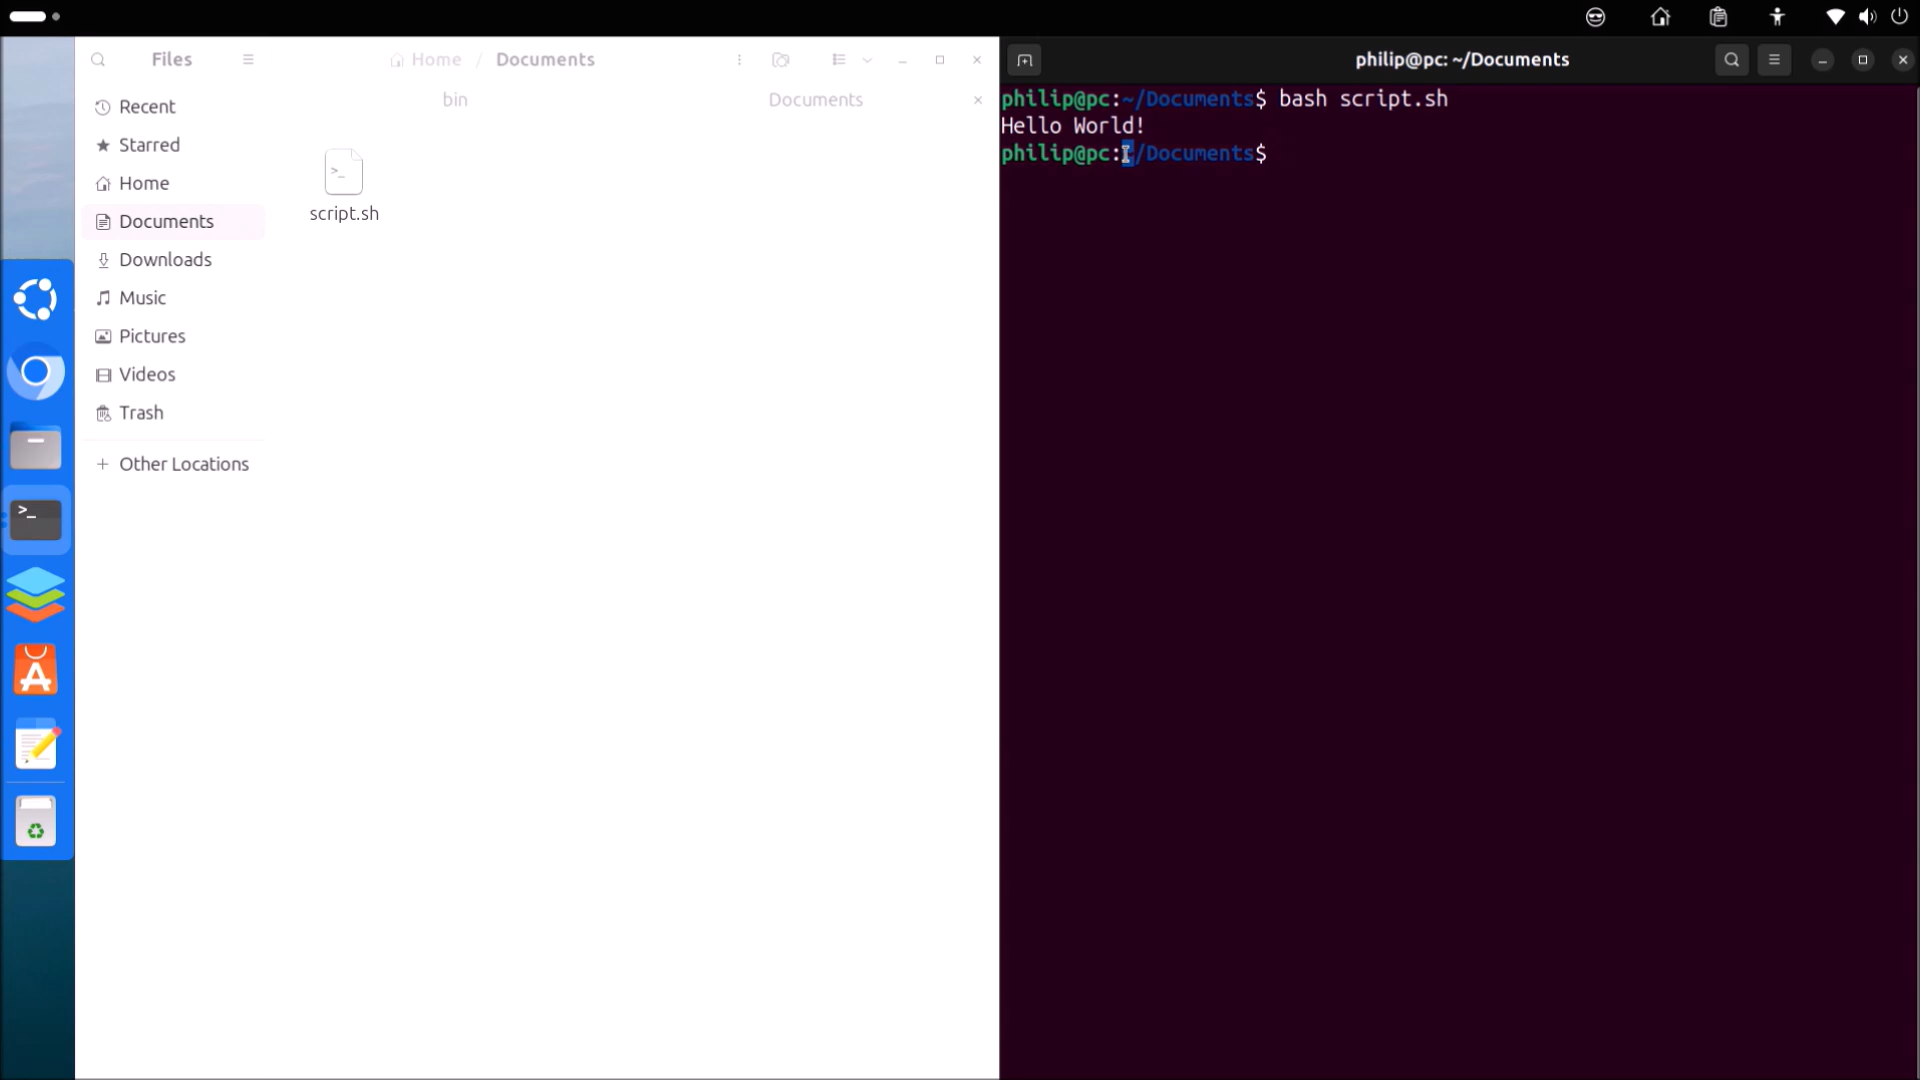 Files
Home / Documents
philip@pc: ~/Documents
bin
Documents
Recent
Starred
Home
Documents
Downloads
Music
Pictures
Videos
Trash
+ Other Locations
>_
script.sh
philip@pc:~/Documents$ bash script.sh
Hello World!
philip@pc:~/Documents$
>_